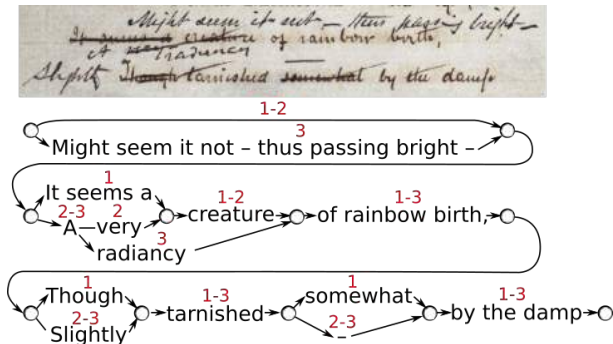 Might seem it not – thus passing bright –
It seems a creature of rainbow birth,
A very radiancy
Slightly Though tarnished somewhat by the damp
1-2
3
Might seem it not – thus passing bright –
1
It seems a
2-3 2 1-2 1-3
A very creature of rainbow birth,
3
radiancy
1 1
Though somewhat
1-3 1-3
tarnished by the damp
2-3 2-3
Slightly –